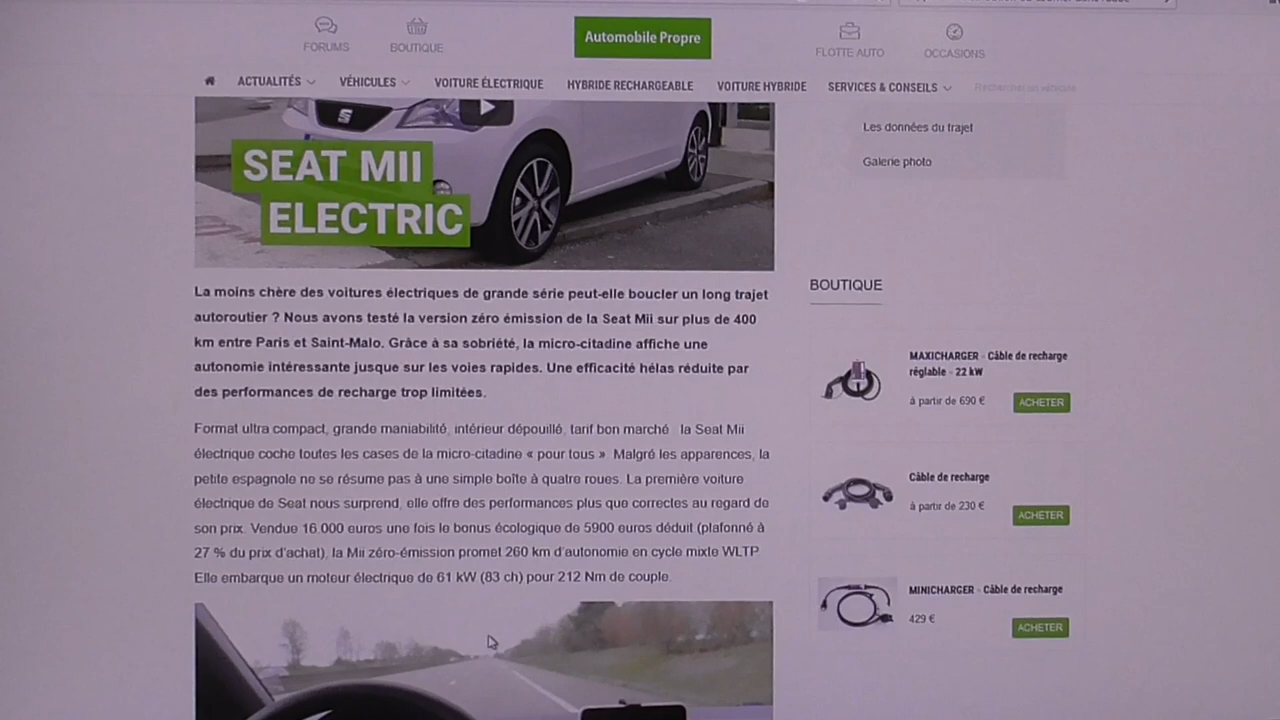 FORUMS
BOUTIQUE
Automobile Propre
FLOTTE AUTO
OCCASIONS
ACTUALITÉS
VÉHICULES
VOITURE ÉLECTRIQUE
HYBRIDE RECHARGEABLE
VOITURE HYBRIDE
SERVICES & CONSEILS
Rechercher un véhicule
SEAT MII
ELECTRIC
La moins chère des voitures électriques de grande série peut-elle boucler un long trajet
autoroutier ? Nous avons testé la version zéro émission de la Seat Mii sur plus de 400
km entre Paris et Saint-Malo. Grâce à sa sobriété, la micro-citadine affiche une
autonomie intéressante jusque sur les voies rapides. Une efficacité hélas réduite par
des performances de recharge trop limitées.
Format ultra compact, grande maniabilité, intérieur dépouillé, tarif bon marché la Seat Mii
électrique coche toutes les cases de la micro-citadine « pour tous » Malgré les apparences, la
petite espagnole ne se résume pas à une simple boîte à quatre roues. La première voiture
électrique de Seat nous surprend, elle offre des performances plus que correctes au regard de
son prix. Vendue 16.000 euros une fois le bonus écologique de 5900 euros déduit (plafonné à
27 % du prix d'achat), la Mii zéro-émission promet 260 km d'autonomie en cycle mixte WLTP
Elle embarque un moteur électrique de 61 kW (83 ch) pour 212 Nm de couple.
Les données du trajet
Galerie photo
BOUTIQUE
MAXICHARGER - Câble de recharge
réglable - 22 kW
à partir de 690 €
ACHETER
Câble de recharge
à partir de 230 €
ACHETER
MINICHARGER - Câble de recharge
429 €
ACHETER